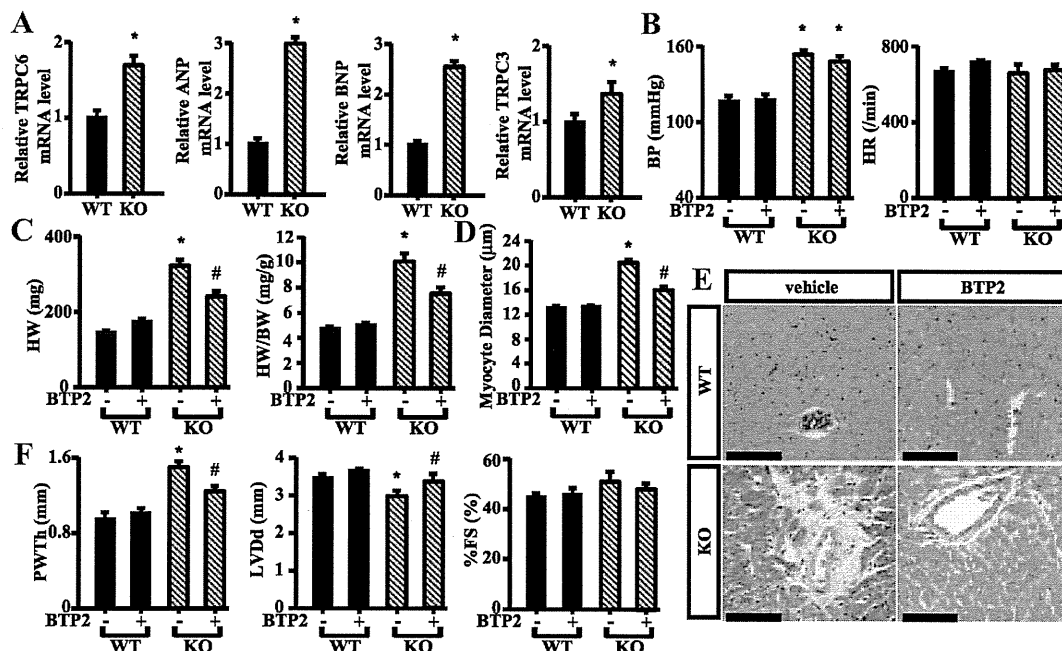 A
Relative TRPC6
mRNA level
2
1
0
*
WT KO
Relative ANP
mRNA level
3
2
1
0
*
WT KO
Relative BNP
mRNA level
3
2
1
0
*
WT KO
Relative TRPC3
mRNA level
2
1
0
*
WT KO
B
BP (mmHg)
160
100
40
* *
BTP2 - + - +
WT KO
HR (/min)
800
400
0
- + - +
WT KO
C
HW (mg)
400
200
0
* #
BTP2 - + - +
WT KO
HW/BW (mg/g)
12
10
8
6
4
2
0
* #
- + - +
WT KO
D
Myocyte Diameter (μm)
24
20
16
12
8
4
0
* #
BTP2 - + - +
WT KO
E
vehicle BTP2
WT
KO
F
PWTh (mm)
1.6
0.8
0
* #
BTP2 - + - +
WT KO
LVDd (mm)
4
3
2
1
0
* #
BTP2 - + - +
WT KO
%FS (%)
60
40
20
0
- + - +
WT KO